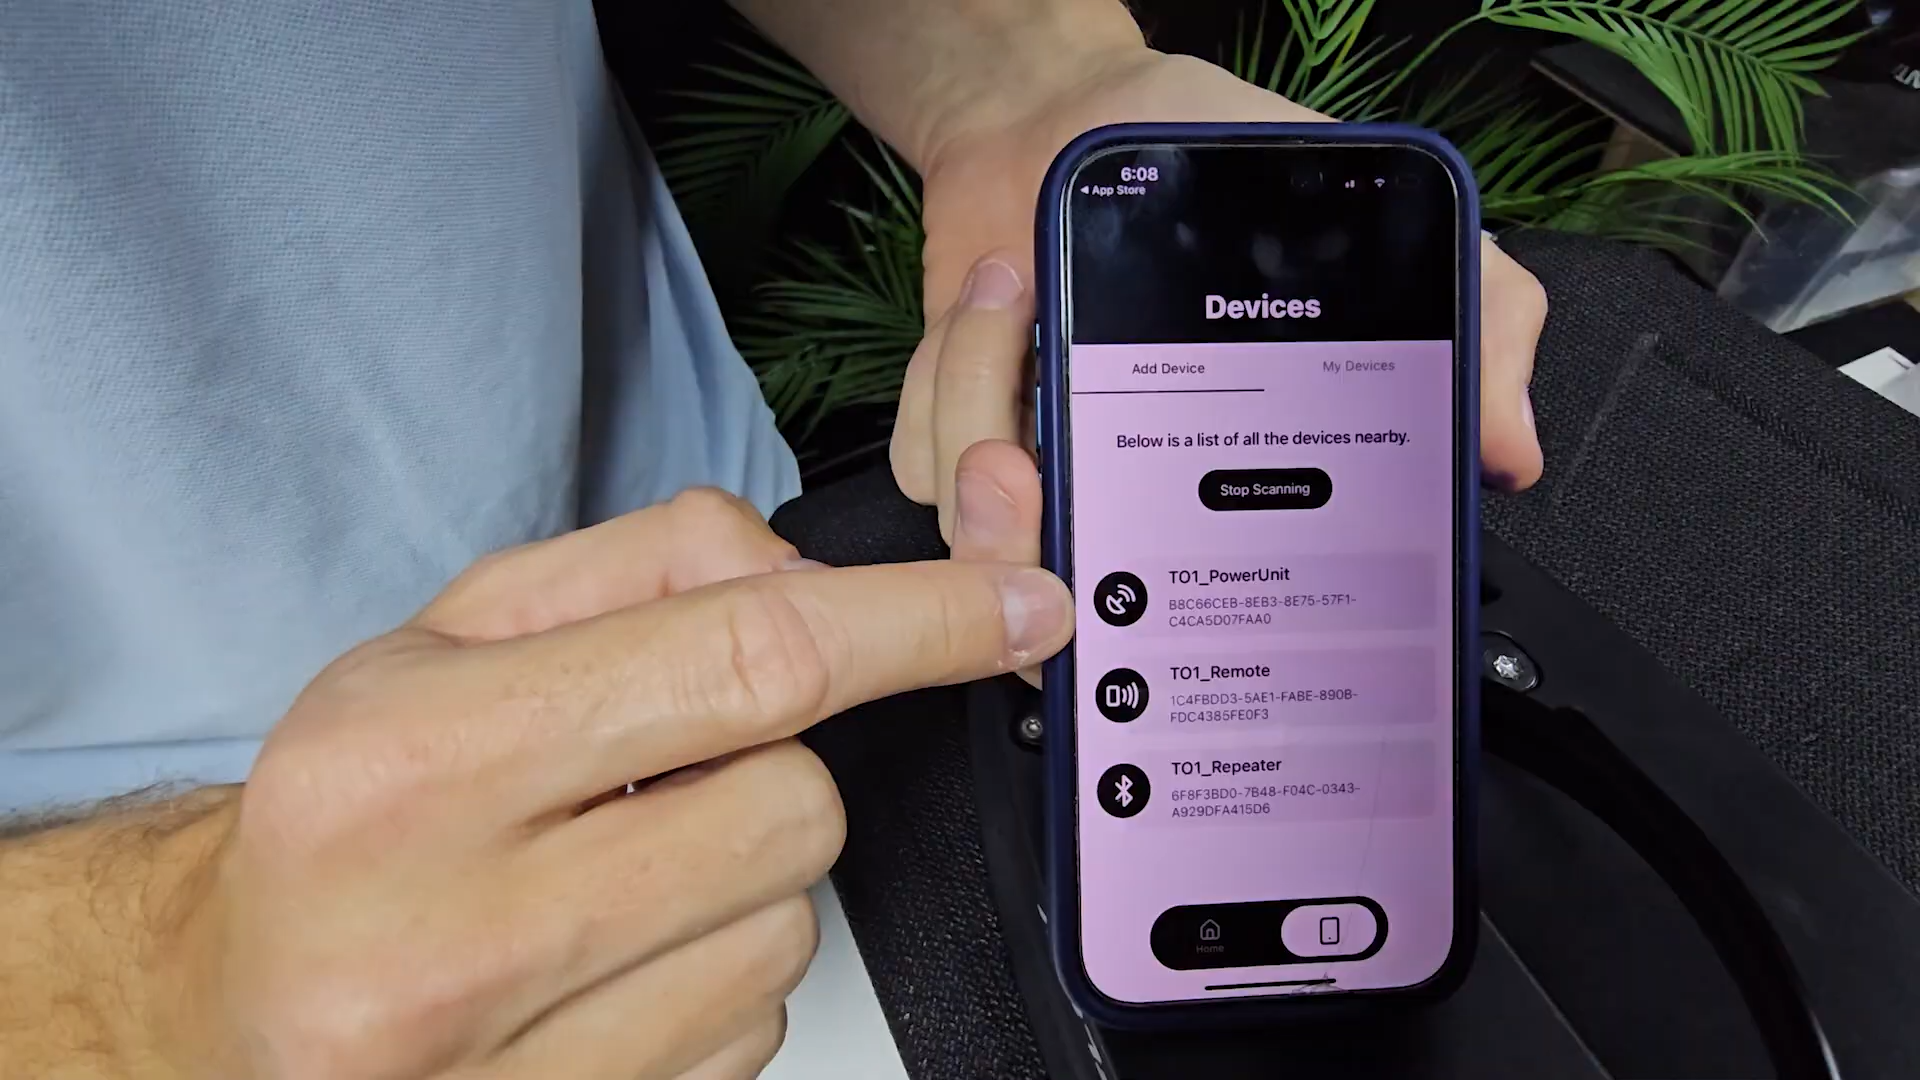 6:08
◀ App Store
Devices
Add Device
My Devices
Below is a list of all the devices nearby.
Stop Scanning
TO1_PowerUnit
B8C66CEB-8EB3-8E75-57F1-
C4CA5D07FAA0
TO1_Remote
1C4FBDD3-5AE1-FABE-890B-
FDC4385FE0F3
TO1_Repeater
6F8F3BD0-7B48-F04C-0343-
A929DFA415D6
Home